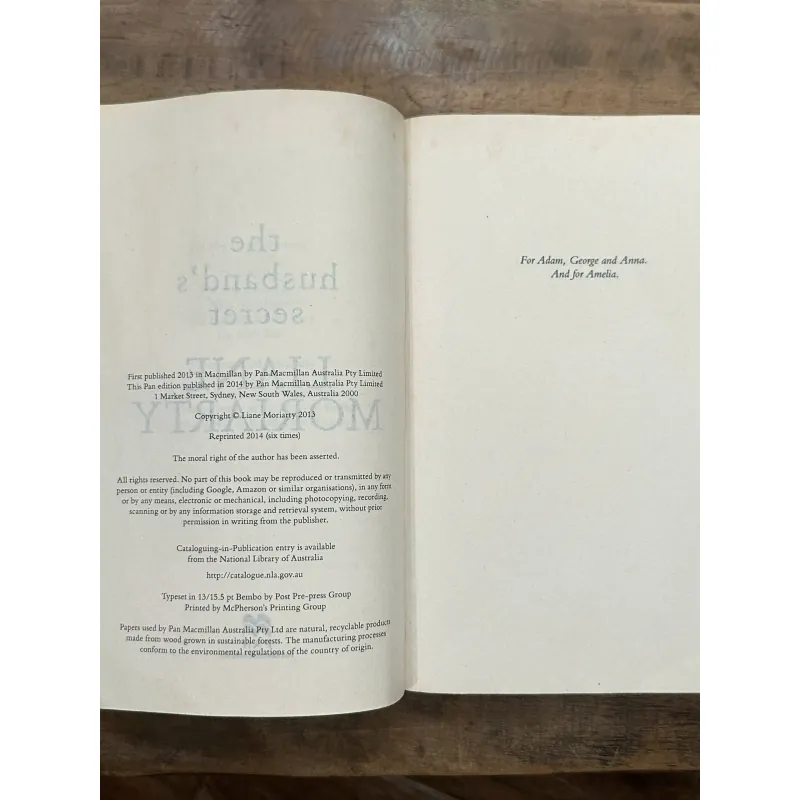 the
husband's
secret
LIANE
MORIARTY
First published 2013 in Macmillan by Pan Macmillan Australia Pty Limited
This Pan edition published in 2014 by Pan Macmillan Australia Pty Limited
1 Market Street, Sydney, New South Wales, Australia 2000
Copyright © Liane Moriarty 2013
Reprinted 2014 (six times)
The moral right of the author has been asserted.
All rights reserved. No part of this book may be reproduced or transmitted by any
person or entity (including Google, Amazon or similar organisations), in any form
or by any means, electronic or mechanical, including photocopying, recording,
scanning or by any information storage and retrieval system, without prior
permission in writing from the publisher.
Cataloguing-in-Publication entry is available
from the National Library of Australia
http://catalogue.nla.gov.au
Typeset in 13/15.5 pt Bembo by Post Pre-press Group
Printed by McPherson's Printing Group
Papers used by Pan Macmillan Australia Pty Ltd are natural, recyclable products
made from wood grown in sustainable forests. The manufacturing processes
conform to the environmental regulations of the country of origin.
For Adam, George and Anna.
And for Amelia.